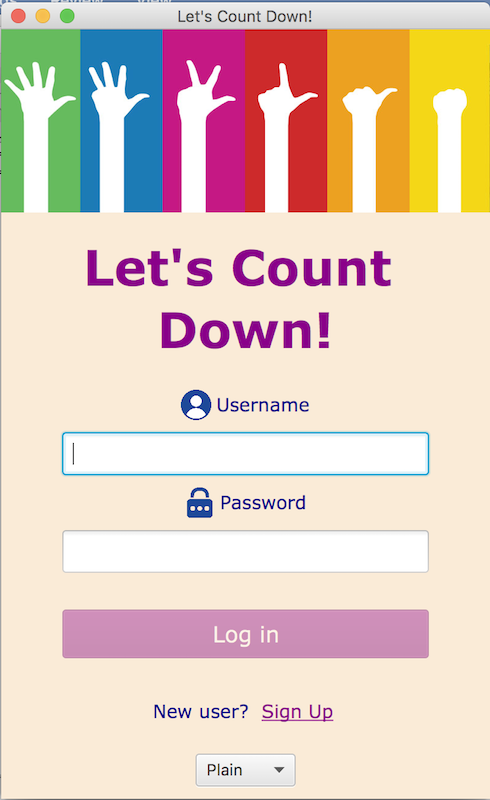 Let's Count Down!
Let's Count
Down!
Username
Password
Log in
New user? Sign Up
Plain